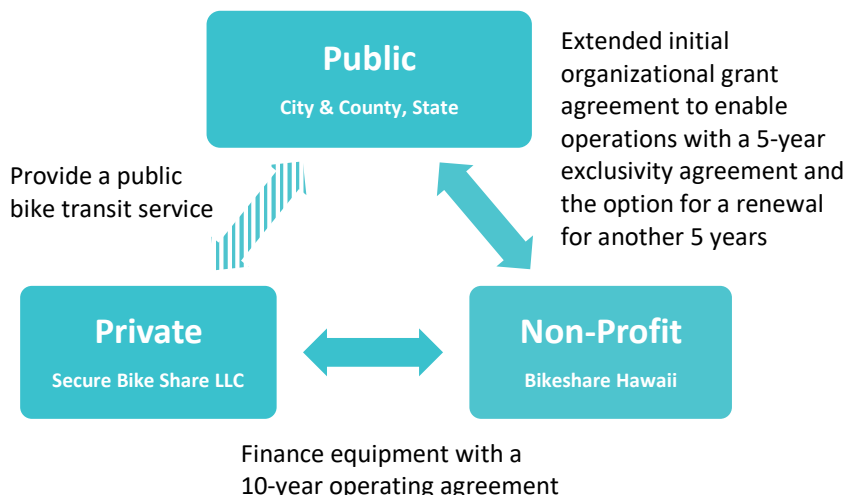 Public
City & County, State
Extended initial
organizational grant
agreement to enable
operations with a 5-year
exclusivity agreement and
the option for a renewal
for another 5 years
Provide a public
bike transit service
Private
Secure Bike Share LLC
Non-Profit
Bikeshare Hawaii
Finance equipment with a
10-year operating agreement